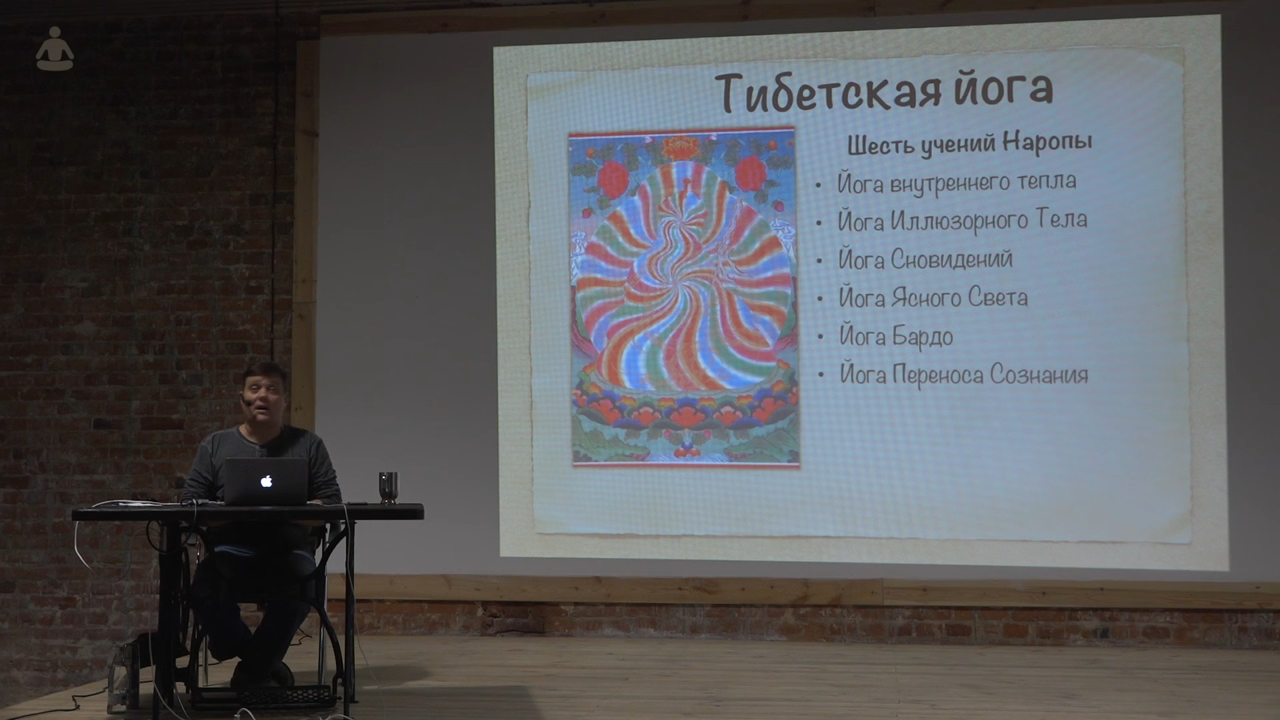 Тибетская йога
Шесть учений Наропы
• Йога внутреннего тепла
• Йога Иллюзорного Тела
• Йога Сновидений
• Йога Ясного Света
• Йога Бардо
• Йога Переноса Сознания